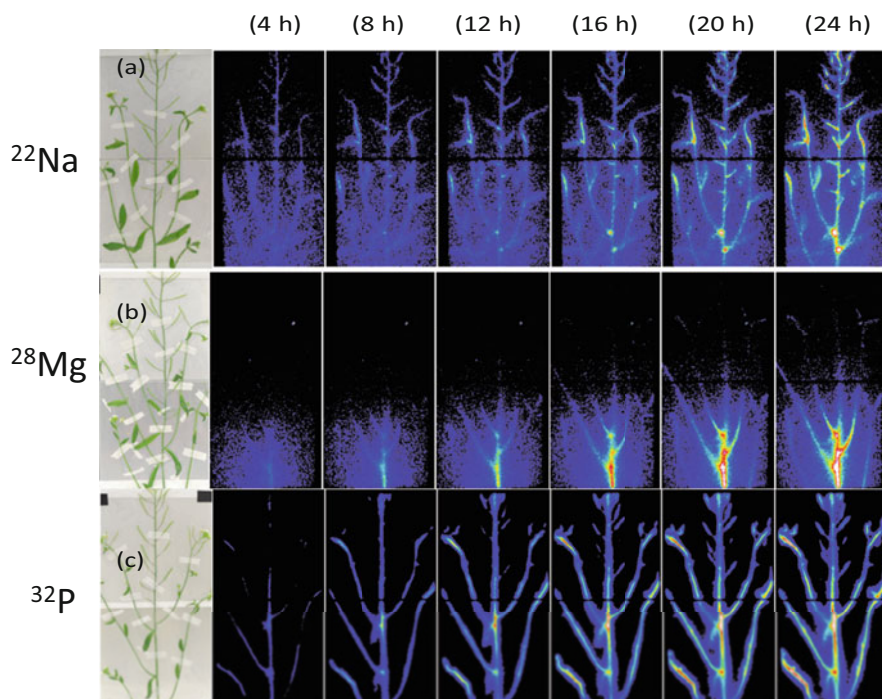 (4 h) (8 h) (12 h) (16 h) (20 h) (24 h)
(a)
²²Na
(b)
²⁸Mg
(c)
³²P